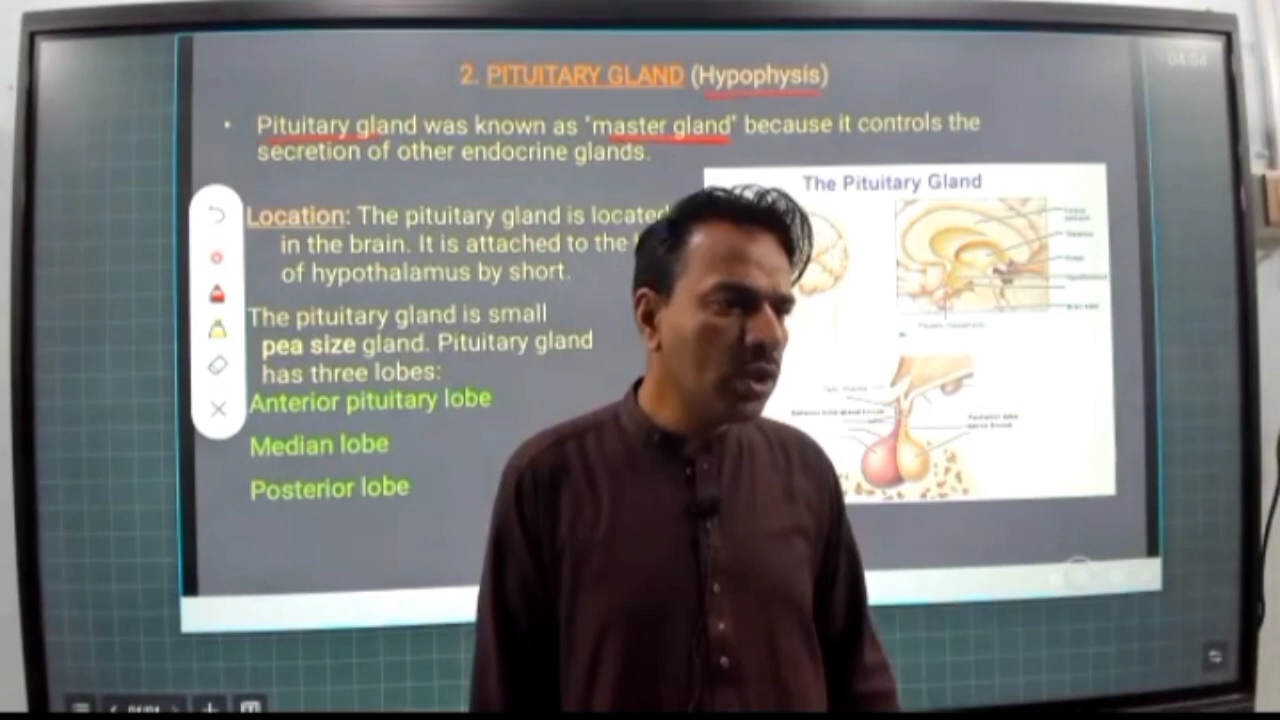 04:04
2. PITUITARY GLAND (Hypophysis)
• Pituitary gland was known as "master gland" because it controls the
secretion of other endocrine glands.
The Pituitary Gland
Location: The pituitary gland is located
in the brain. It is attached to the
of hypothalamus by short.
The pituitary gland is small
pea size gland. Pituitary gland
has three lobes:
Anterior pituitary lobe
Median lobe
Posterior lobe